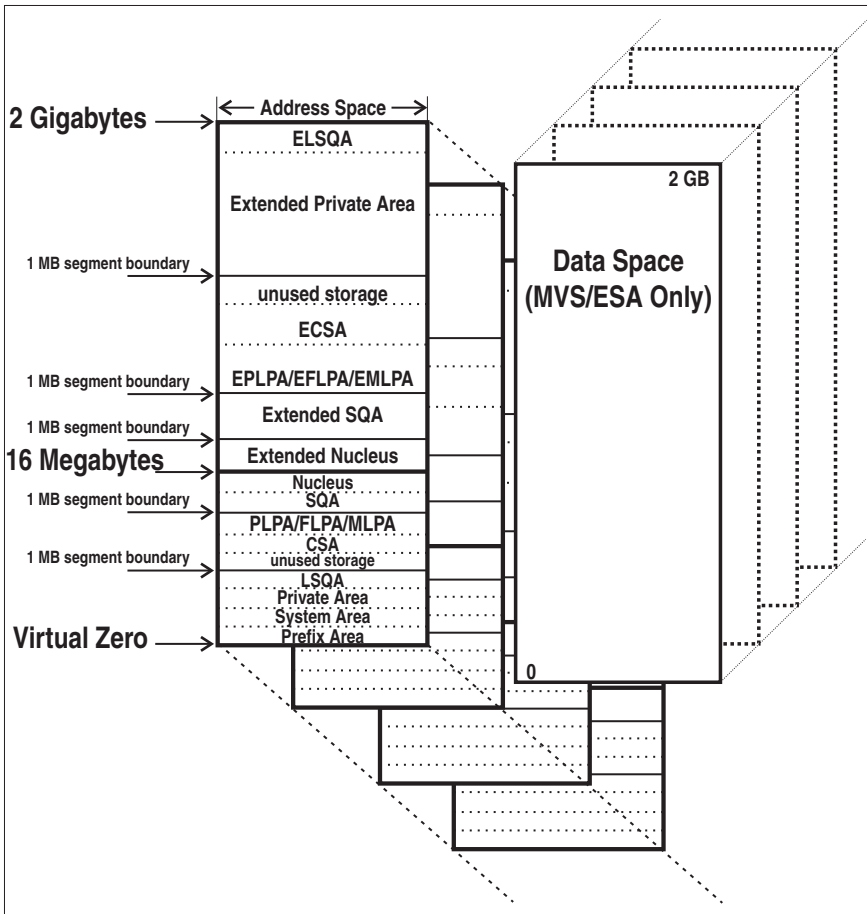 Address Space
2 Gigabytes
ELSQA
2 GB
Extended Private Area
Data Space
(MVS/ESA Only)
1 MB segment boundary
unused storage
ECSA
EPLPA/EFLPA/EMLPA
1 MB segment boundary
Extended SQA
1 MB segment boundary
Extended Nucleus
16 Megabytes
Nucleus
SQA
1 MB segment boundary
PLPA/FLPA/MLPA
CSA
unused storage
1 MB segment boundary
LSQA
Private Area
System Area
Prefix Area
Virtual Zero
0